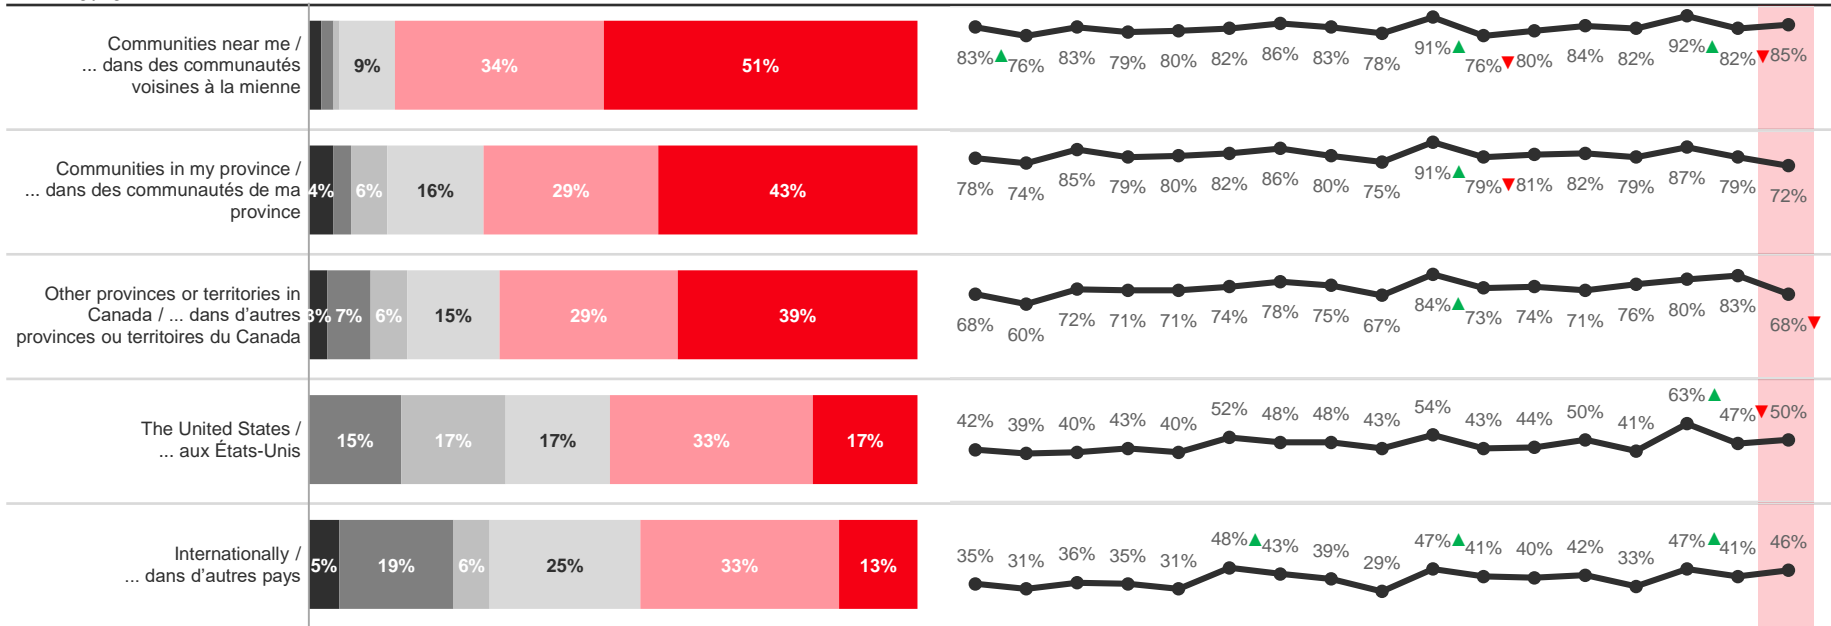 Communities near me /
... dans des communautés
voisines à la mienne
9% 34% 51%
83% 76% 83% 79% 80% 82% 86% 83% 78% 91% 76% 80% 84% 82% 92% 82% 85%
Communities in my province /
... dans des communautés de ma
province
4% 6% 16% 29% 43%
78% 74% 85% 79% 80% 82% 86% 80% 75% 91% 79% 81% 82% 79% 87% 79% 72%
Other provinces or territories in
Canada / ... dans d'autres
provinces ou territoires du Canada
3% 7% 6% 15% 29% 39%
68% 60% 72% 71% 71% 74% 78% 75% 67% 84% 73% 74% 71% 76% 80% 83% 68%
The United States /
... aux États-Unis
15% 17% 17% 33% 17%
42% 39% 40% 43% 40% 52% 48% 48% 43% 54% 43% 44% 50% 41% 63% 47% 50%
Internationally /
... dans d'autres pays
5% 19% 6% 25% 33% 13%
35% 31% 36% 35% 31% 48% 43% 39% 29% 47% 41% 40% 42% 33% 47% 41% 46%